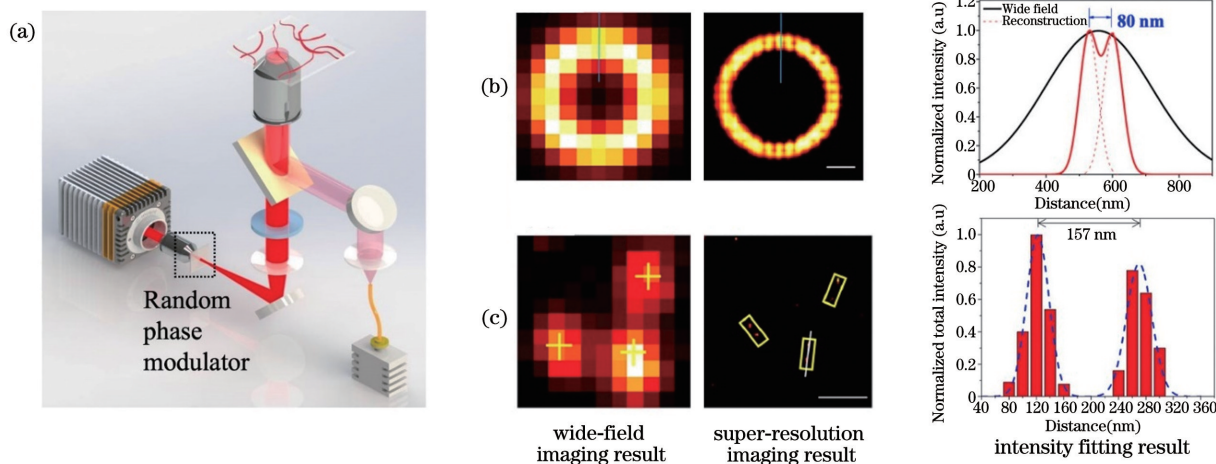 (a)
Random
phase
modulator
(b)
(c)
wide-field
imaging result
super-resolution
imaging result
Normalized intensity (a.u)
1.2
1.0
0.8
0.6
0.4
0.2
0
Wide field
Reconstruction
80 nm
200 400 600 800
Distance(nm)
Normalized total intensity (a.u)
1.0
0.8
0.6
0.4
0.2
0.0
157 nm
40 80 120 160 200 240 280 320 360
Distance(nm)
intensity fitting result